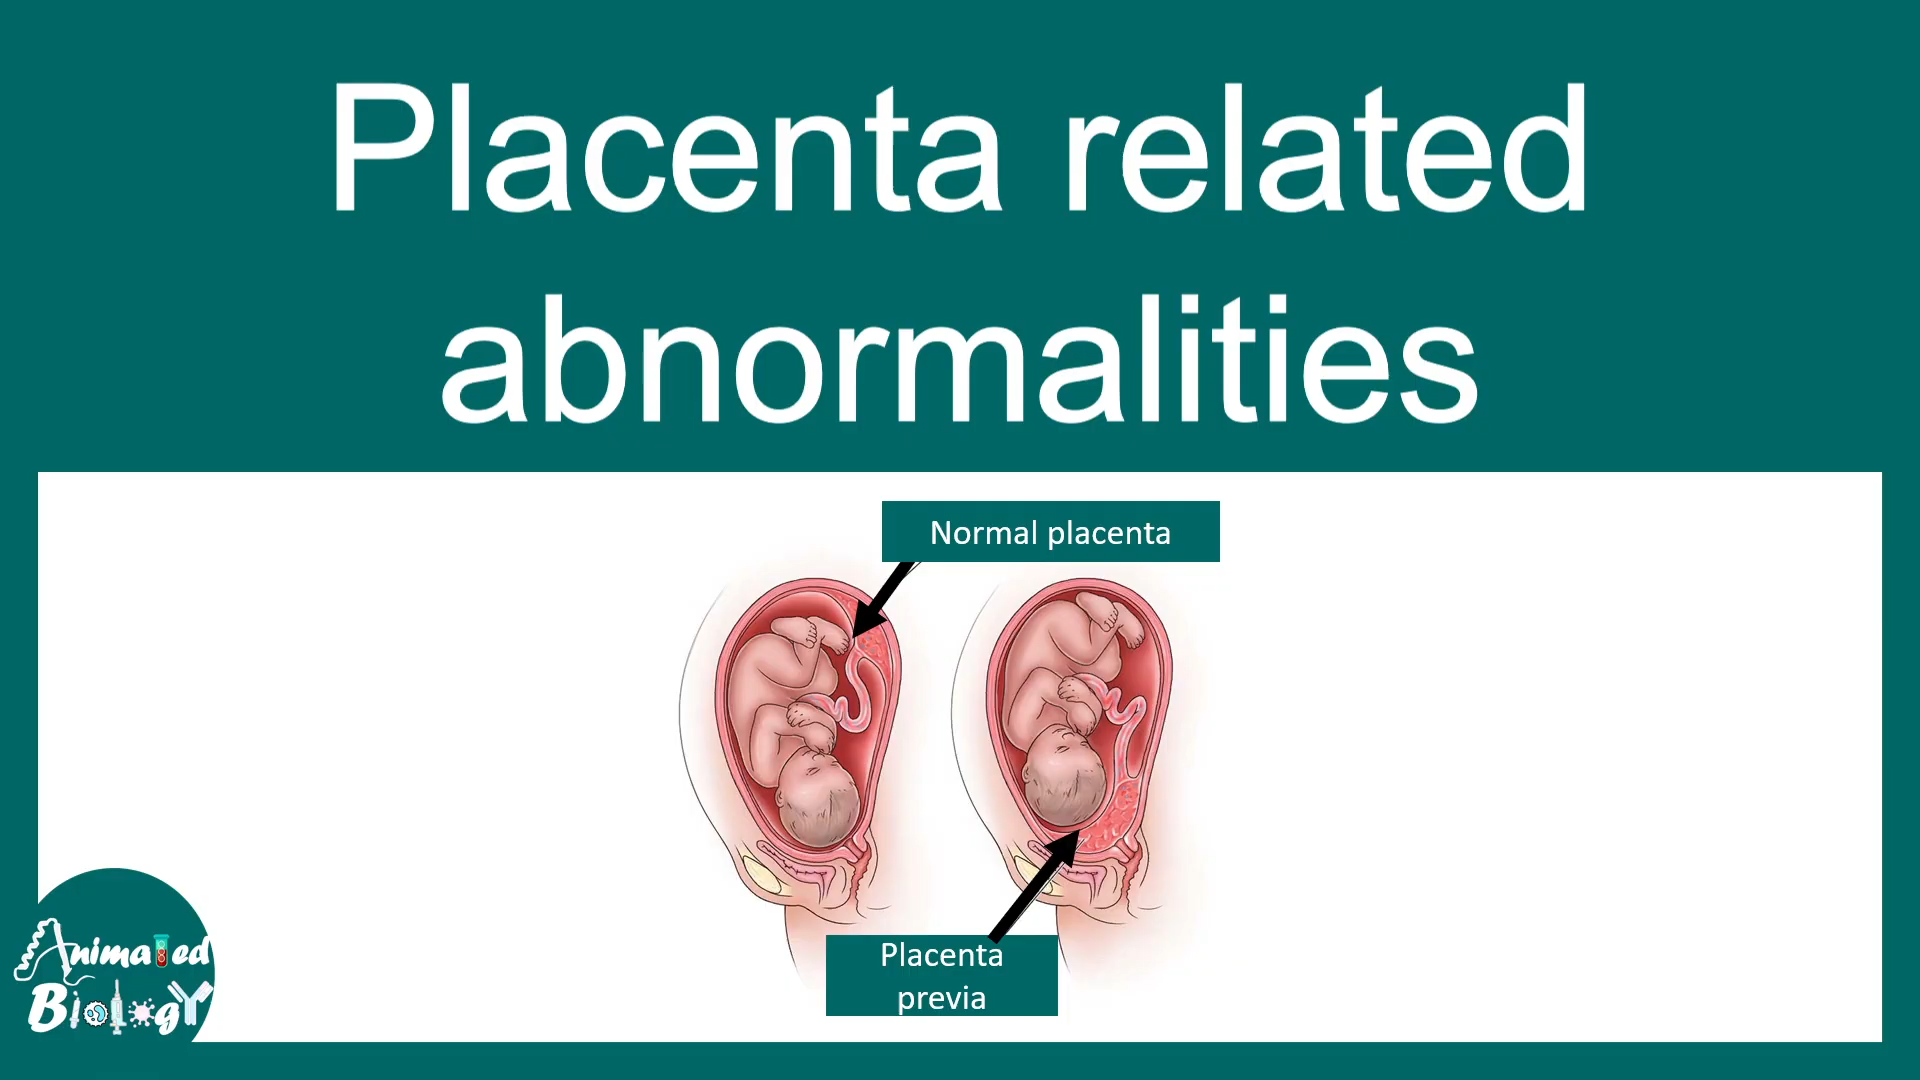 Placenta related
abnormalities
Normal placenta
Placenta
previa
Animated
Biology